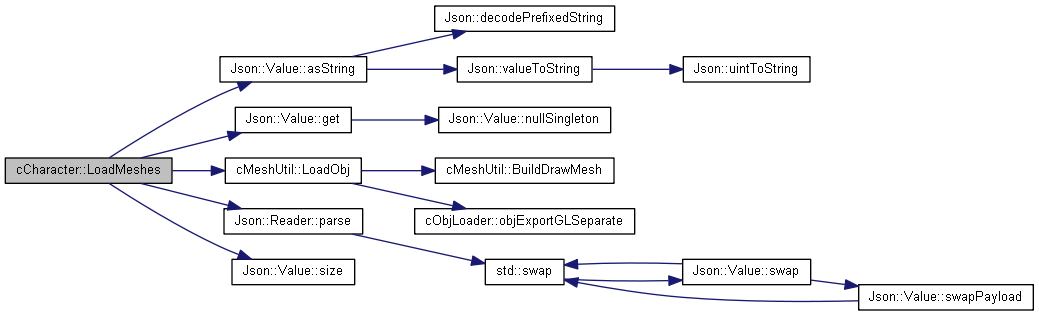 Json::decodePrefixedString
Json::Value::asString
Json::valueToString
Json::uintToString
Json::Value::get
Json::Value::nullSingleton
cCharacter::LoadMeshes
cMeshUtil::LoadObj
cMeshUtil::BuildDrawMesh
Json::Reader::parse
cObjLoader::objExportGLSeparate
Json::Value::size
std::swap
Json::Value::swap
Json::Value::swapPayload